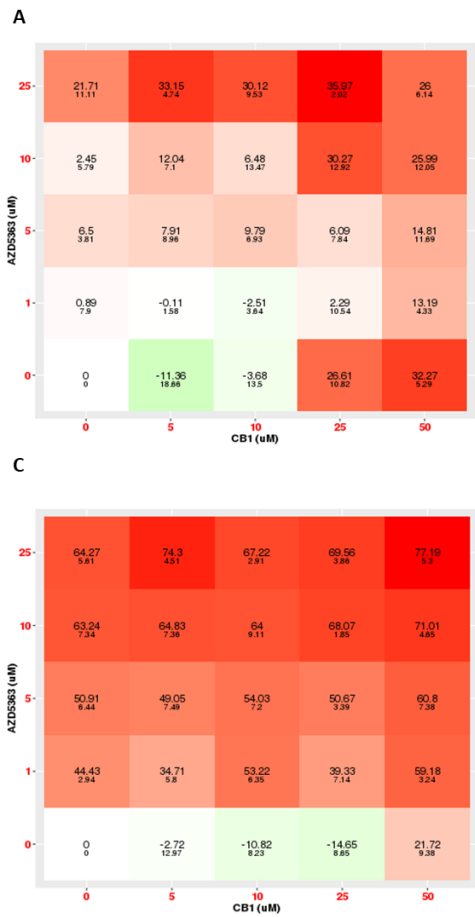 A
25 21.71 33.15 30.12 35.97 26
11.11 4.74 9.53 2.02 6.14
10 2.45 12.04 6.48 30.27 25.99
5.79 7.1 13.47 12.92 12.05
AZD5363 (uM)
5 6.5 7.91 9.79 6.09 14.81
3.81 8.96 6.93 7.84 11.69
1 0.89 -0.11 -2.51 2.29 13.19
7.9 1.58 3.64 10.54 4.33
0 0 -11.36 -3.68 26.61 32.27
0 18.66 13.5 10.82 5.29
0 5 10 25 50
CB1 (uM)
C
25 64.27 74.3 67.22 69.56 77.19
5.61 4.51 2.91 3.86 5.3
10 63.24 64.83 64 68.07 71.01
7.34 7.36 9.11 1.85 4.65
AZD5363 (uM)
5 50.91 49.05 54.03 50.67 60.8
6.44 7.49 7.2 3.39 7.38
1 44.43 34.71 53.22 39.33 59.18
2.94 5.8 6.35 7.14 3.24
0 0 -2.72 -10.82 -14.65 21.72
0 12.97 8.23 8.65 9.38
0 5 10 25 50
CB1 (uM)